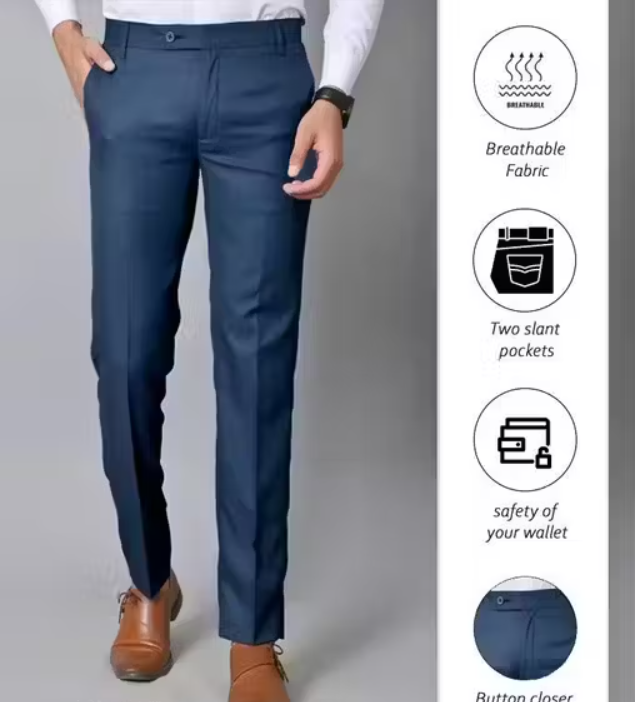 BREATHABLE
Breathable
Fabric
Two slant
pockets
safety of
your wallet
Button closer